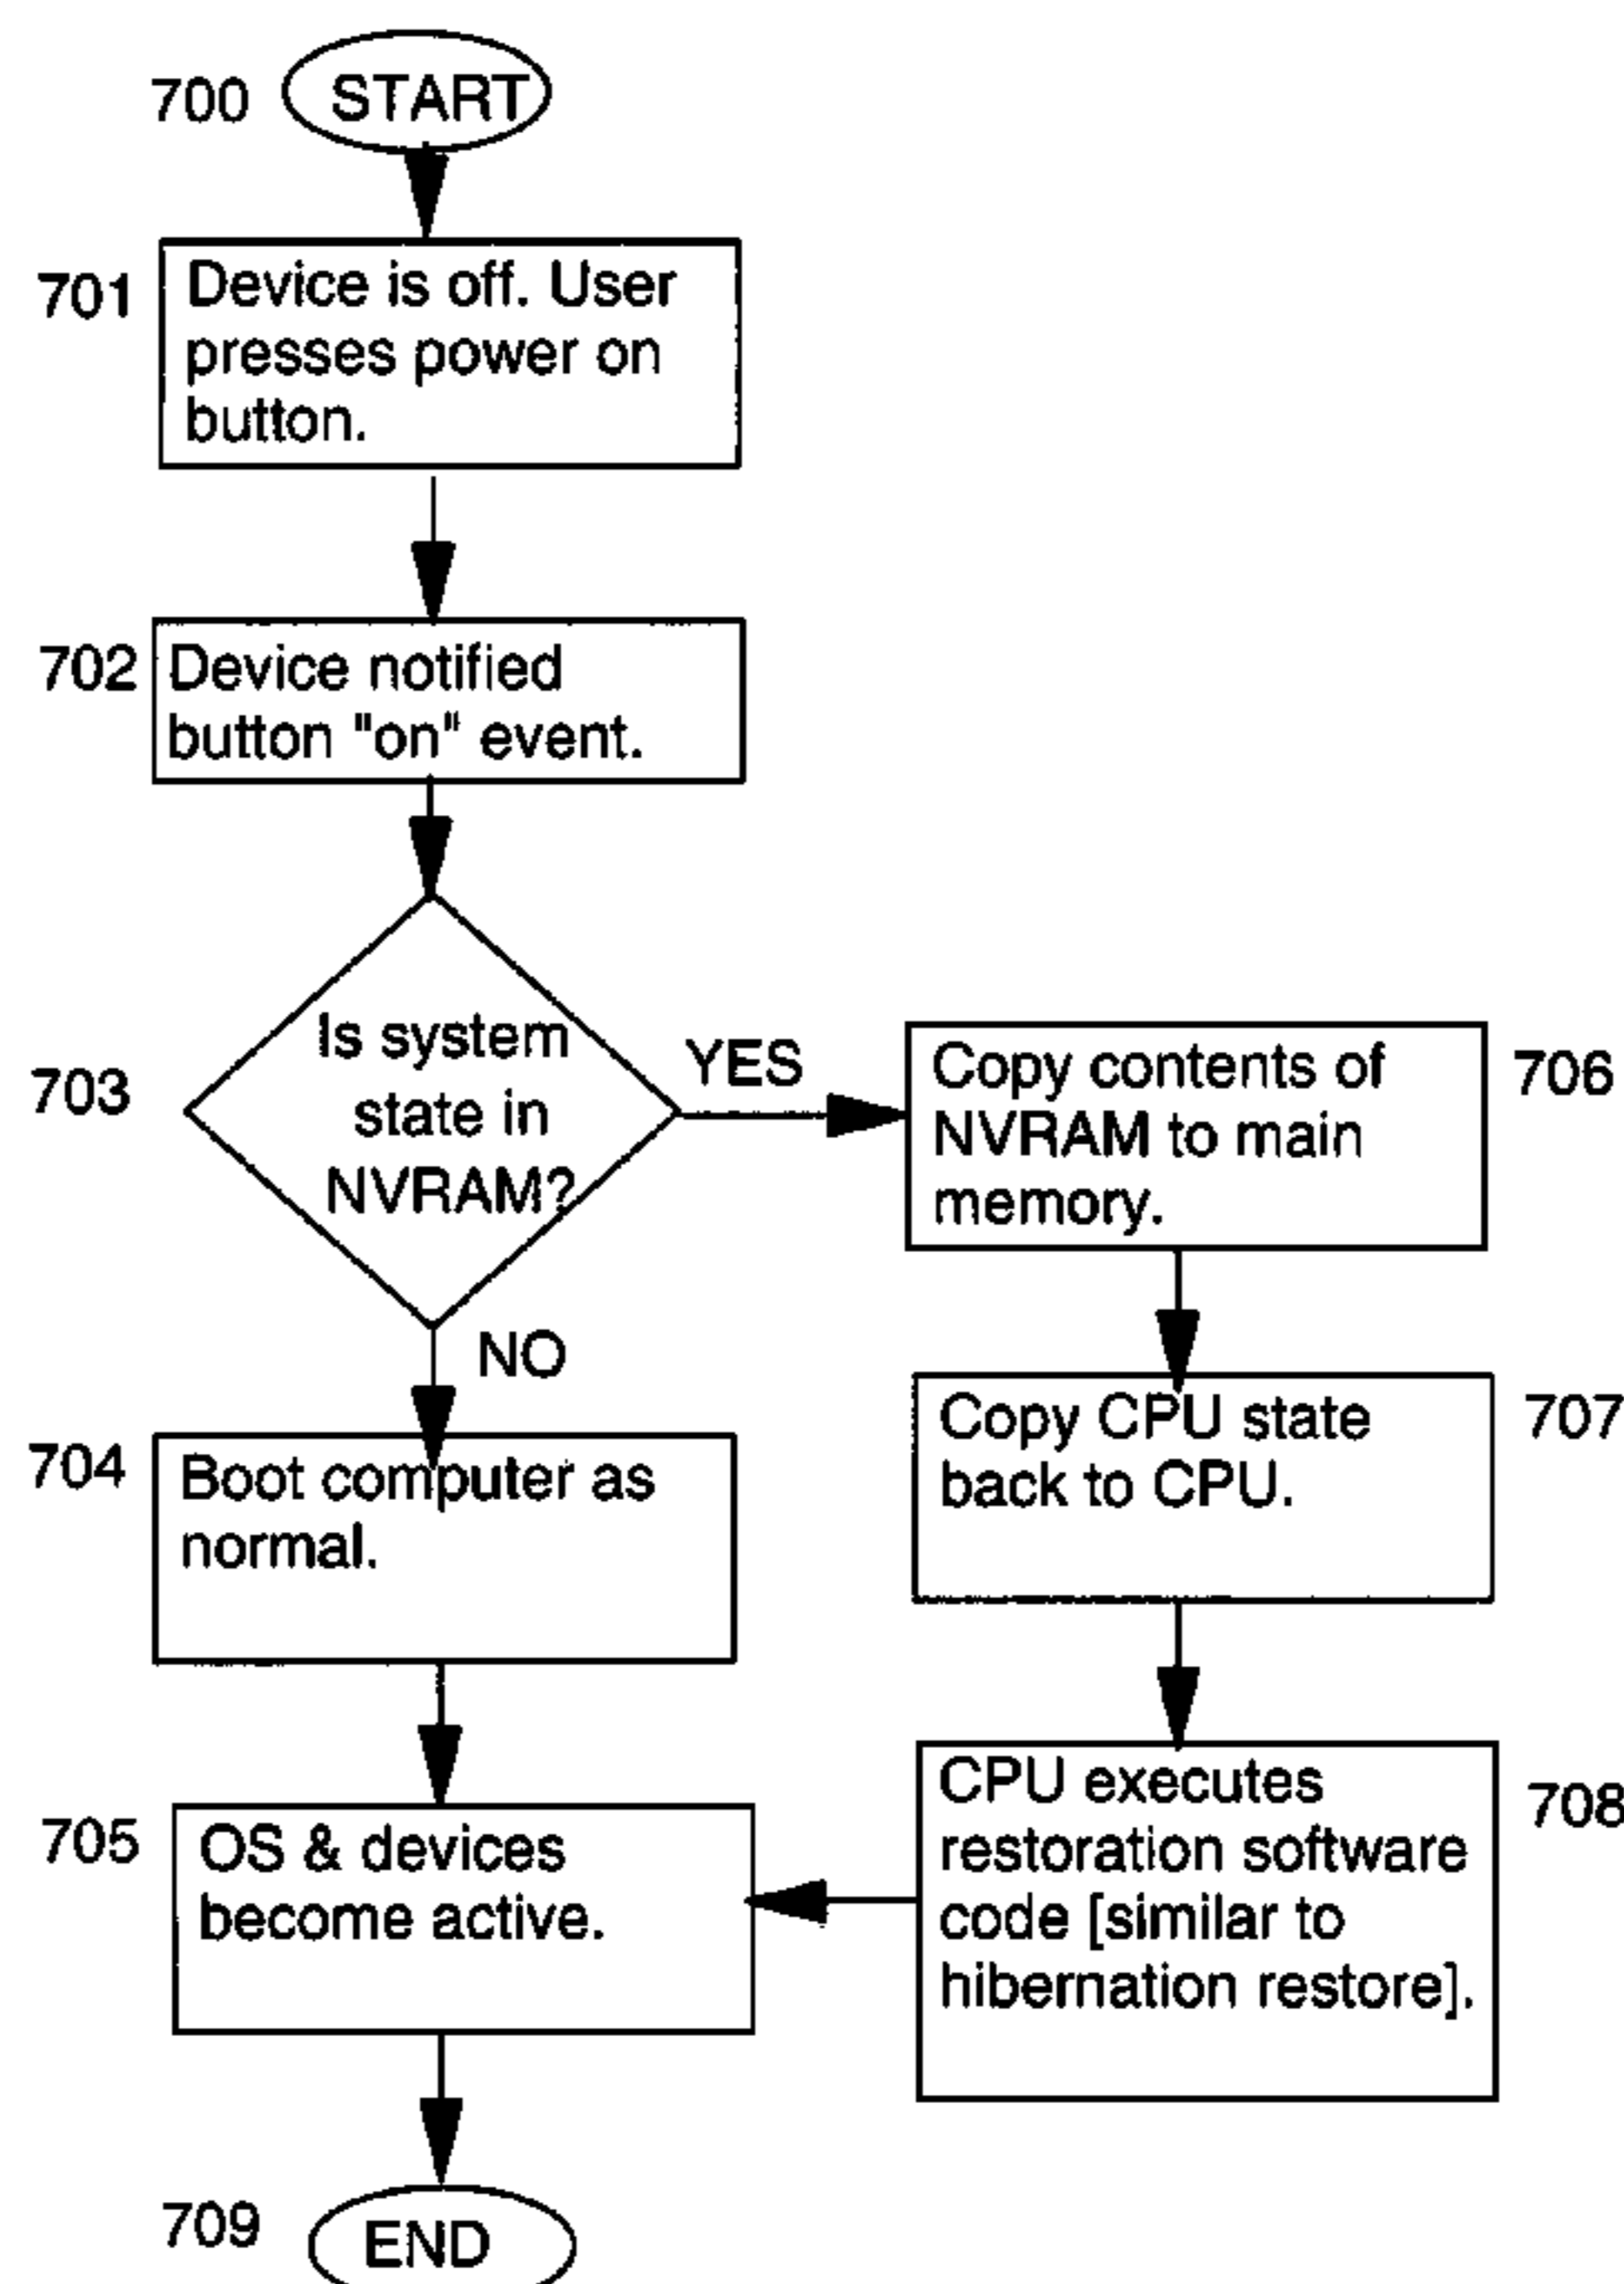 700
START
701
Device is off. User
presses power on
button.
702
Device notified
button "on" event.
703
Is system
state in
NVRAM?
YES
NO
706
Copy contents of
NVRAM to main
memory.
704
Boot computer as
normal.
707
Copy CPU state
back to CPU.
705
OS & devices
become active.
708
CPU executes
restoration software
code [similar to
hibernation restore].
709
END